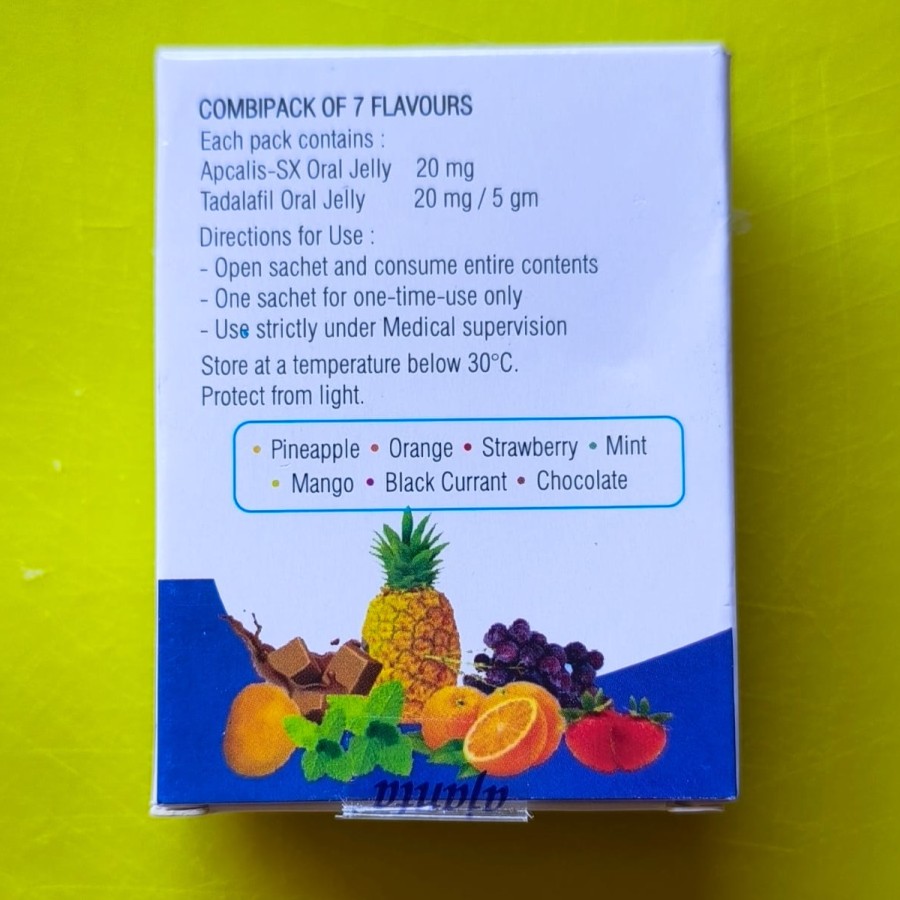 COMBIPACK OF 7 FLAVOURS
Each pack contains :
Apcalis-SX Oral Jelly 20 mg
Tadalafil Oral Jelly 20 mg / 5 gm
Directions for Use :
- Open sachet and consume entire contents
- One sachet for one-time-use only
- Use strictly under Medical supervision
Store at a temperature below 30°C.
Protect from light.
• Pineapple • Orange • Strawberry • Mint
• Mango • Black Currant • Chocolate
ajanta